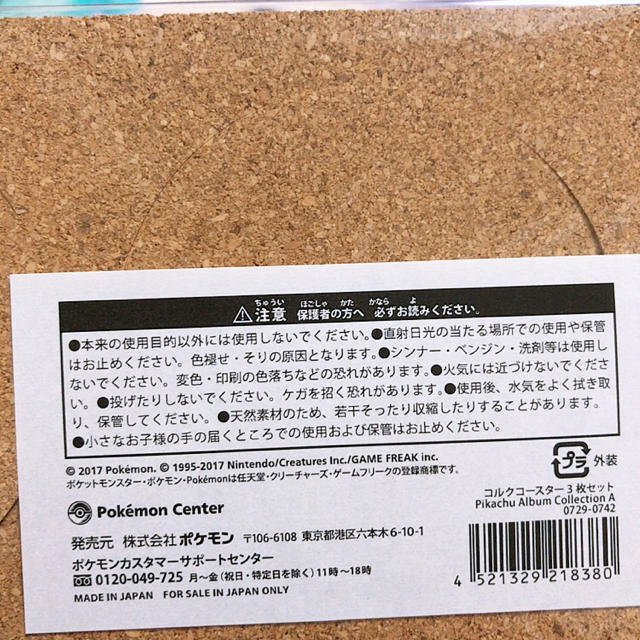 ちゅうい ほごしゃ かた かなら よ
⚠注意 保護者の方へ 必ずお読みください。
●本来の使用目的以外には使用しないでください。●直射日光の当たる場所での使用や保管
はお止めください。色褪せ・そりの原因となります。●シンナー・ベンジン・洗剤等は使用し
ないでください。変色・印刷の色落ちなどの恐れがあります。●火気には近づけないでくださ
い。●投げたりしないでください。ケガを招く恐れがあります。●使用後、水気をよく拭き取
り、保管してください。●天然素材のため、若干そったり収縮したりすることがあります。
●小さなお子様の手の届くところでの使用および保管はお止めください。
© 2017 Pokémon. © 1995-2017 Nintendo/Creatures Inc./GAME FREAK inc.
ポケットモンスター・ポケモン・Pokémonは任天堂・クリーチャーズ・ゲームフリークの登録商標です。
プラ 外装
Pokémon Center
コルクコースター3枚セット
Pikachu Album Collection A
0729-0742
発売元 株式会社ポケモン 〒106-6108 東京都港区六本木6-10-1
ポケモンカスタマーサポートセンター
0120-049-725 月〜金(祝日・特定日を除く)11時〜18時
MADE IN JAPAN FOR SALE IN JAPAN ONLY
4 521329 218380